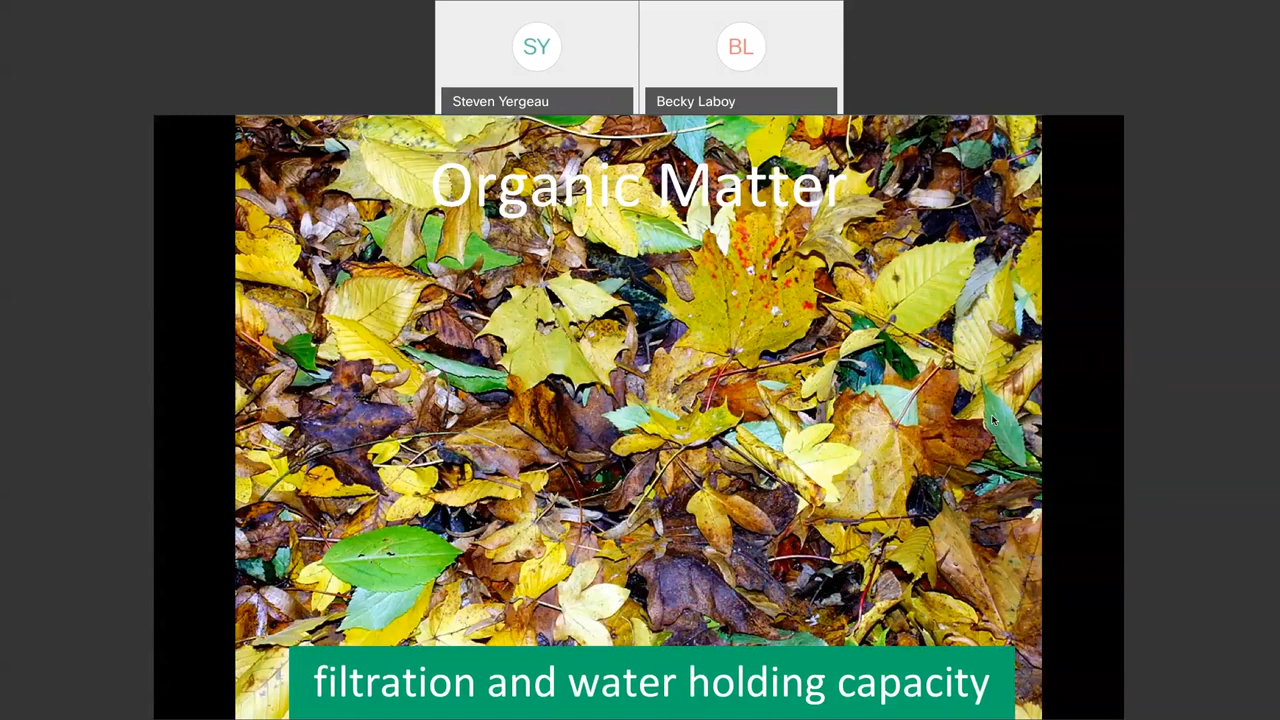 SY
BL
Steven Yergeau
Becky Laboy
Organic Matter
filtration and water holding capacity